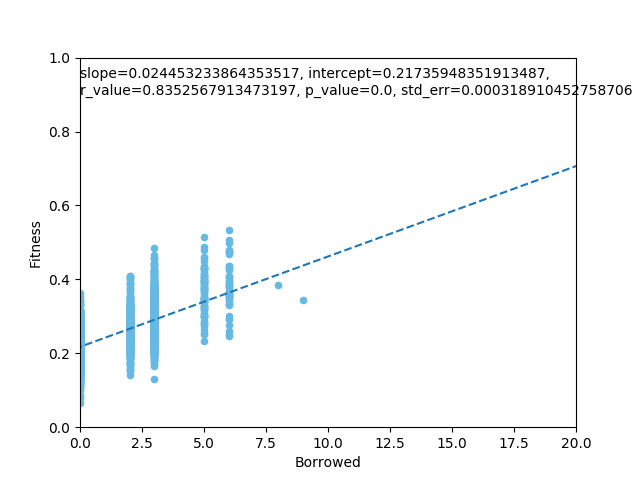 slope=0.024453233864353517, intercept=0.21735948351913487,
r_value=0.8352567913473197, p_value=0.0, std_err=0.000318910452758706
1.0
0.8
0.6
0.4
0.2
0.0
Fitness
0.0 2.5 5.0 7.5 10.0 12.5 15.0 17.5 20.0
Borrowed